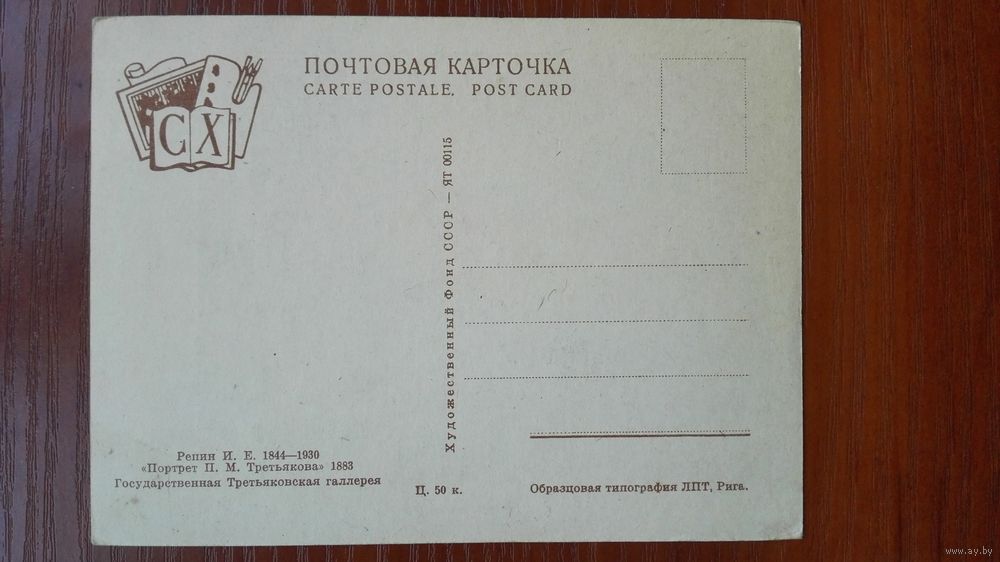 СХ
ПОЧТОВАЯ КАРТОЧКА
CARTE POSTALE. POST CARD
Художественный Фонд СССР — ЯТ 00115
Репин И. Е. 1844—1930
«Портрет П. М. Третьякова» 1883
Государственная Третьяковская галлерея
Ц. 50 к.
Образцовая типография ЛПТ, Рига.
www.ay.by